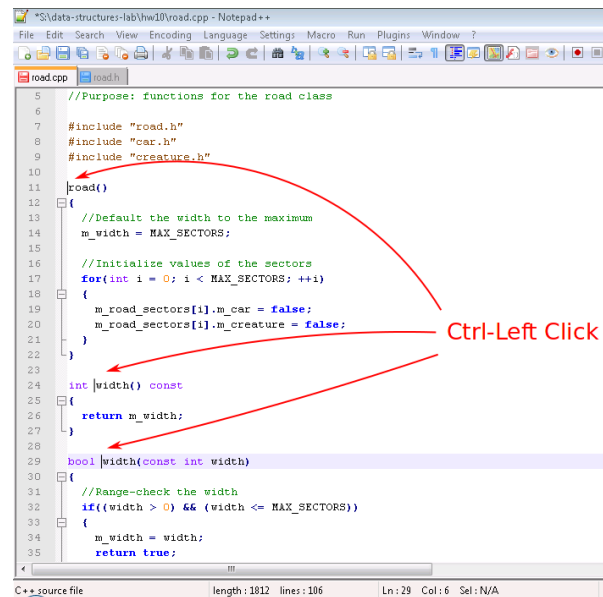 *S:\data-structures-lab\hw10\road.cpp - Notepad++
File Edit Search View Encoding Language Settings Macro Run Plugins Window ?
road.cpp road.h
5 //Purpose: functions for the road class
6
7 #include "road.h"
8 #include "car.h"
9 #include "creature.h"
10
11 road()
12 {
13 //Default the width to the maximum
14 m_width = MAX_SECTORS;
15
16 //Initialize values of the sectors
17 for(int i = 0; i < MAX_SECTORS; ++i)
18 {
19 m_road_sectors[i].m_car = false;
20 m_road_sectors[i].m_creature = false;
21 }
22 }
23
24 int width() const
25 {
26 return m_width;
27 }
28
29 bool width(const int width)
30 {
31 //Range-check the width
32 if((width > 0) && (width <= MAX_SECTORS))
33 {
34 m_width = width;
35 return true;
Ctrl-Left Click
C++ source file length : 1812 lines : 106 Ln : 29 Col : 6 Sel : N/A